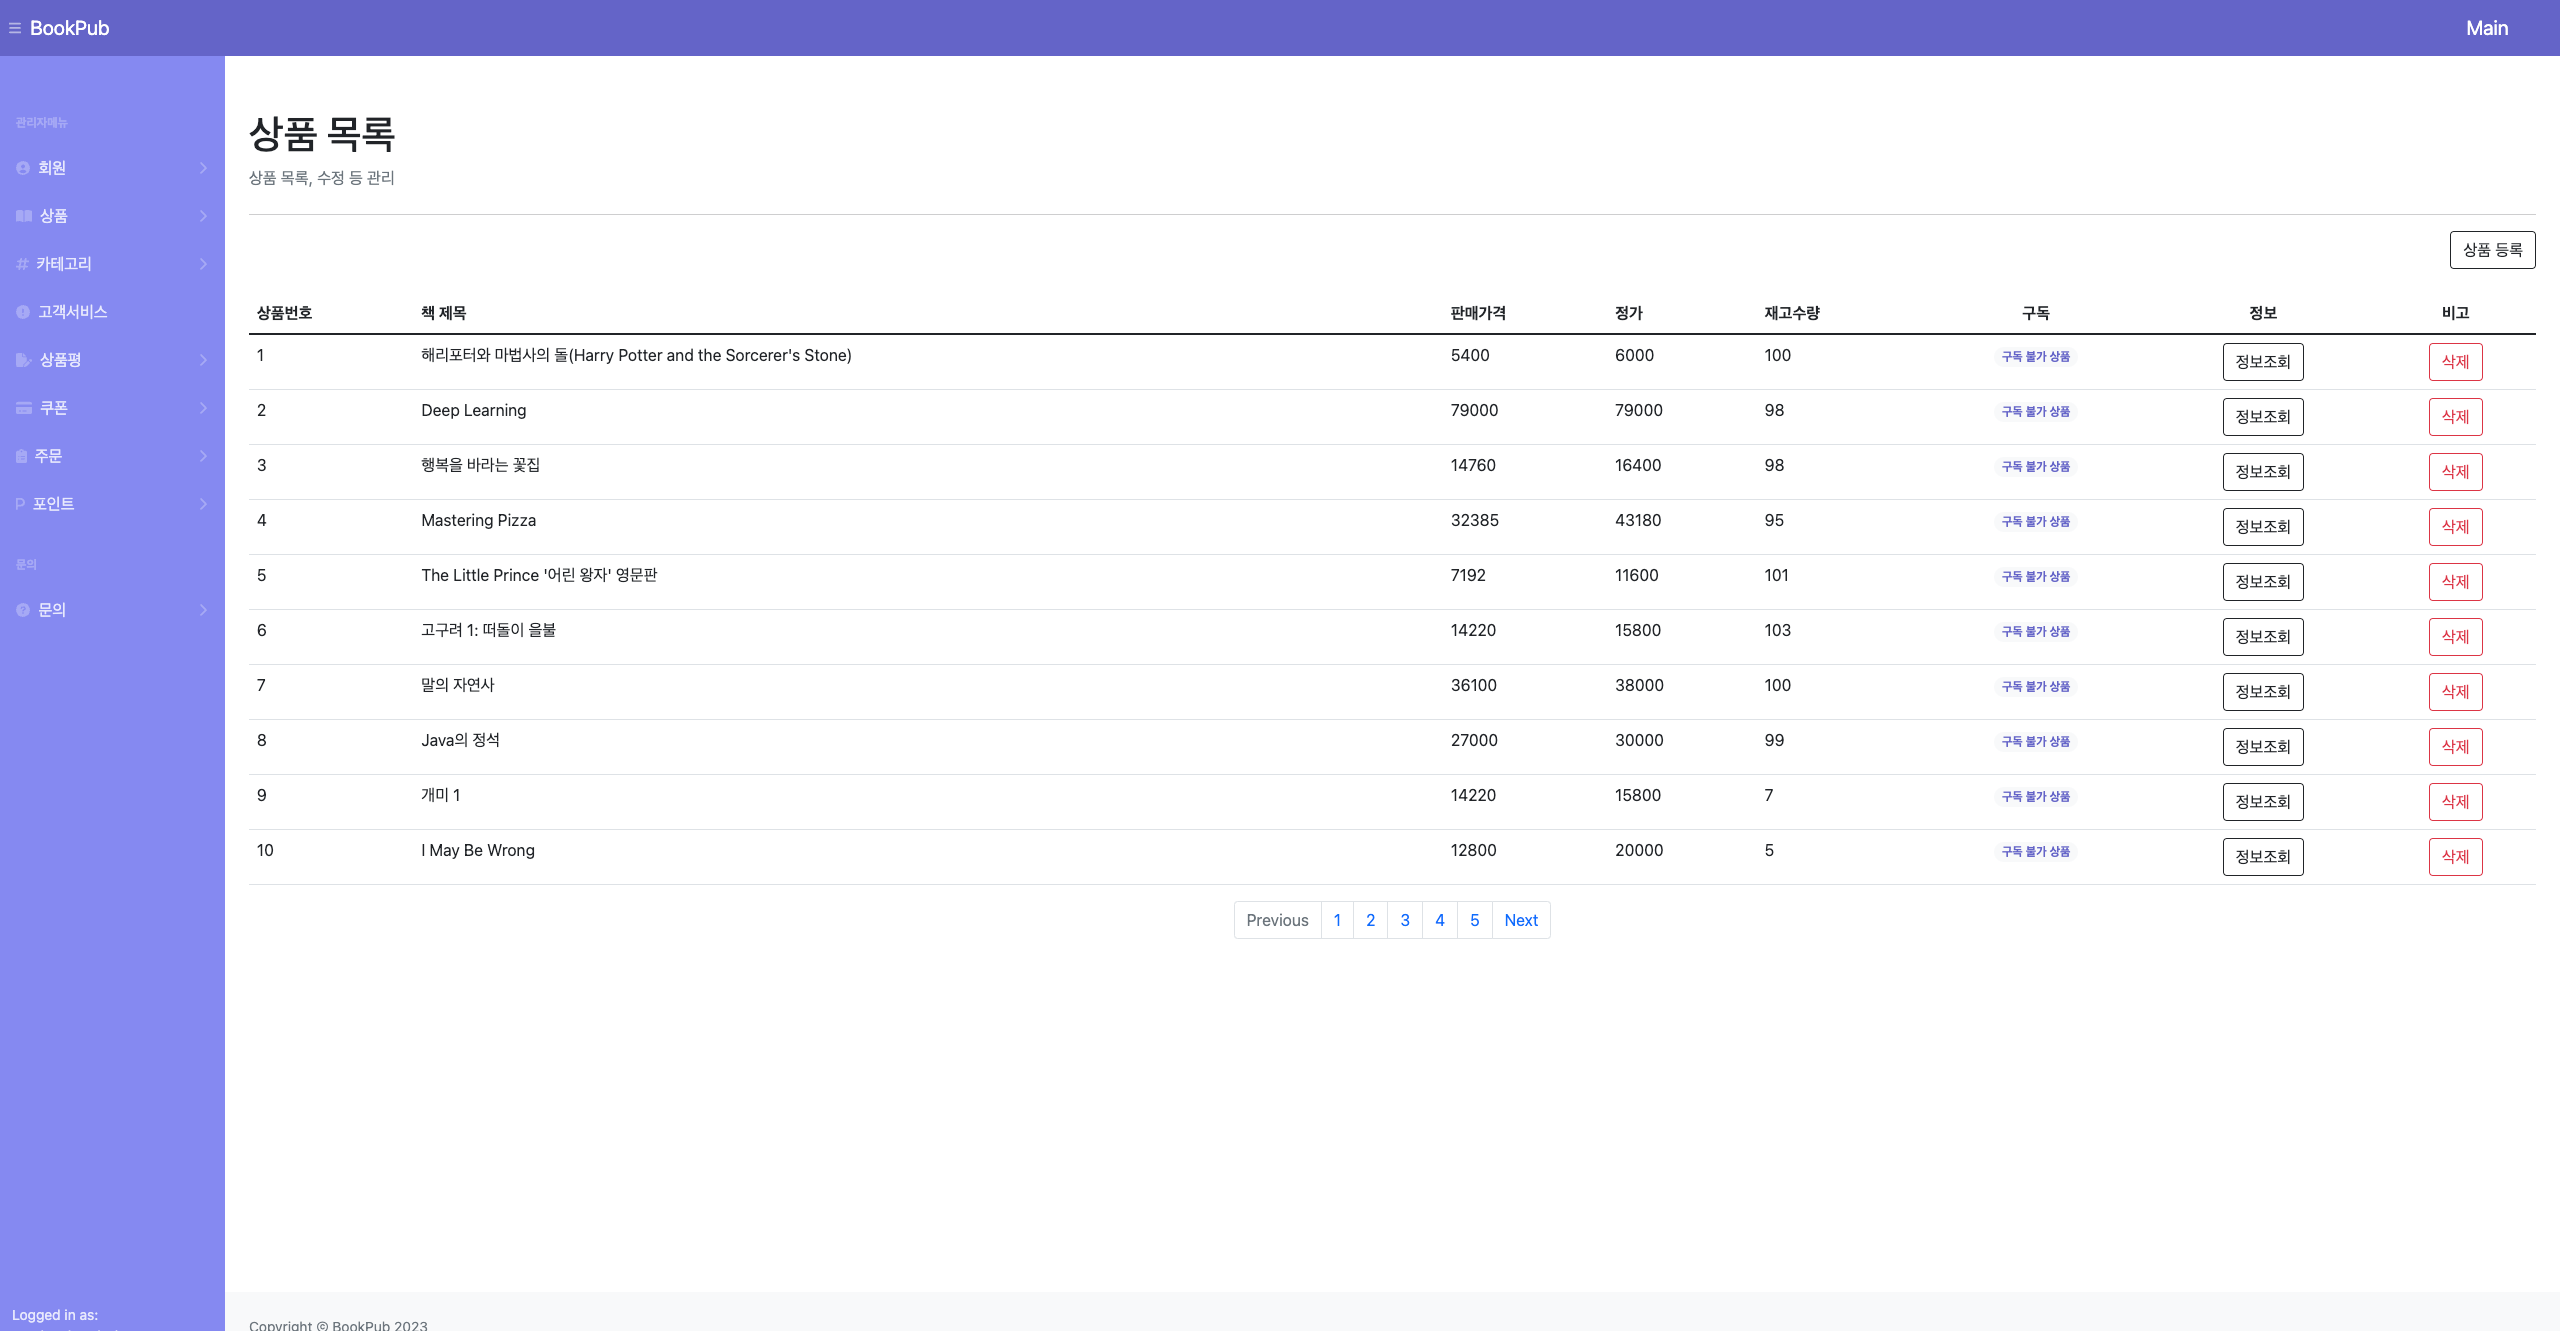 BookPub Main
관리자메뉴
회원
상품
카테고리
고객서비스
상품평
쿠폰
주문
P 포인트
문의
문의
Logged in as:
상품 목록
상품 목록, 수정 등 관리
상품 등록
상품번호 책 제목 판매가격 정가 재고수량 구독 정보 비고
1 해리포터와 마법사의 돌(Harry Potter and the Sorcerer's Stone) 5400 6000 100 구독 불가 상품 정보조회 삭제
2 Deep Learning 79000 79000 98 구독 불가 상품 정보조회 삭제
3 행복을 바라는 꽃집 14760 16400 98 구독 불가 상품 정보조회 삭제
4 Mastering Pizza 32385 43180 95 구독 불가 상품 정보조회 삭제
5 The Little Prince '어린 왕자' 영문판 7192 11600 101 구독 불가 상품 정보조회 삭제
6 고구려 1: 떠돌이 을불 14220 15800 103 구독 불가 상품 정보조회 삭제
7 말의 자연사 36100 38000 100 구독 불가 상품 정보조회 삭제
8 Java의 정석 27000 30000 99 구독 불가 상품 정보조회 삭제
9 개미 1 14220 15800 7 구독 불가 상품 정보조회 삭제
10 I May Be Wrong 12800 20000 5 구독 불가 상품 정보조회 삭제
Previous 1 2 3 4 5 Next
Copyright © BookPub 2023